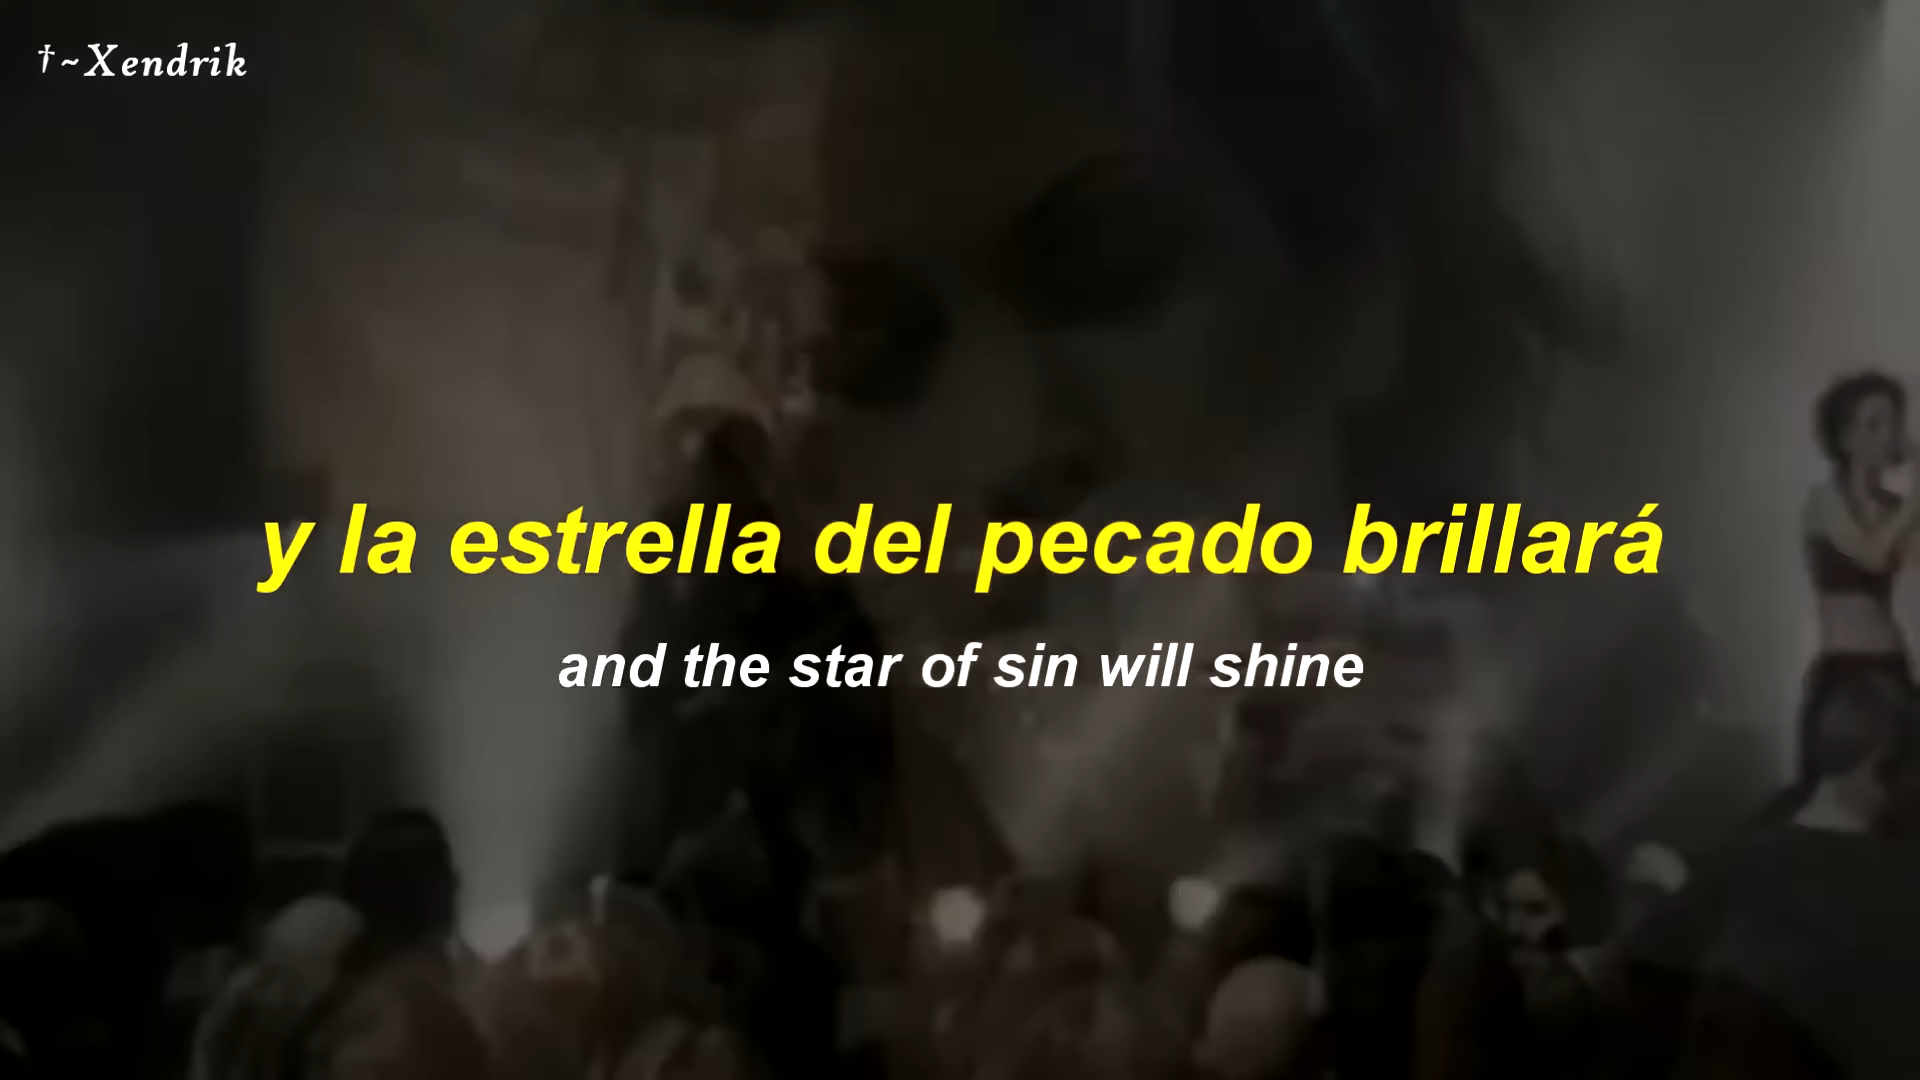 †~Xendrik
y la estrella del pecado brillará
and the star of sin will shine